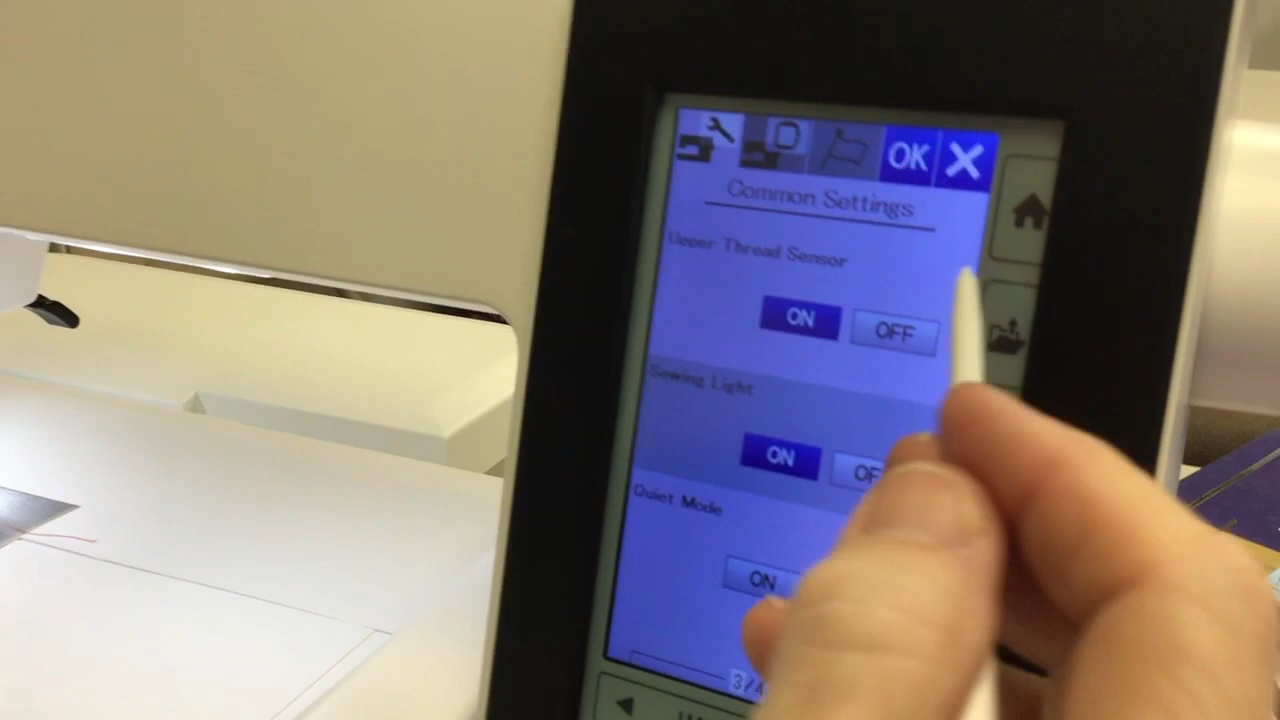 OK X
Common Settings
Upper Thread Sensor
ON OFF
Sewing Light
ON
Quiet Mode
ON
3/4